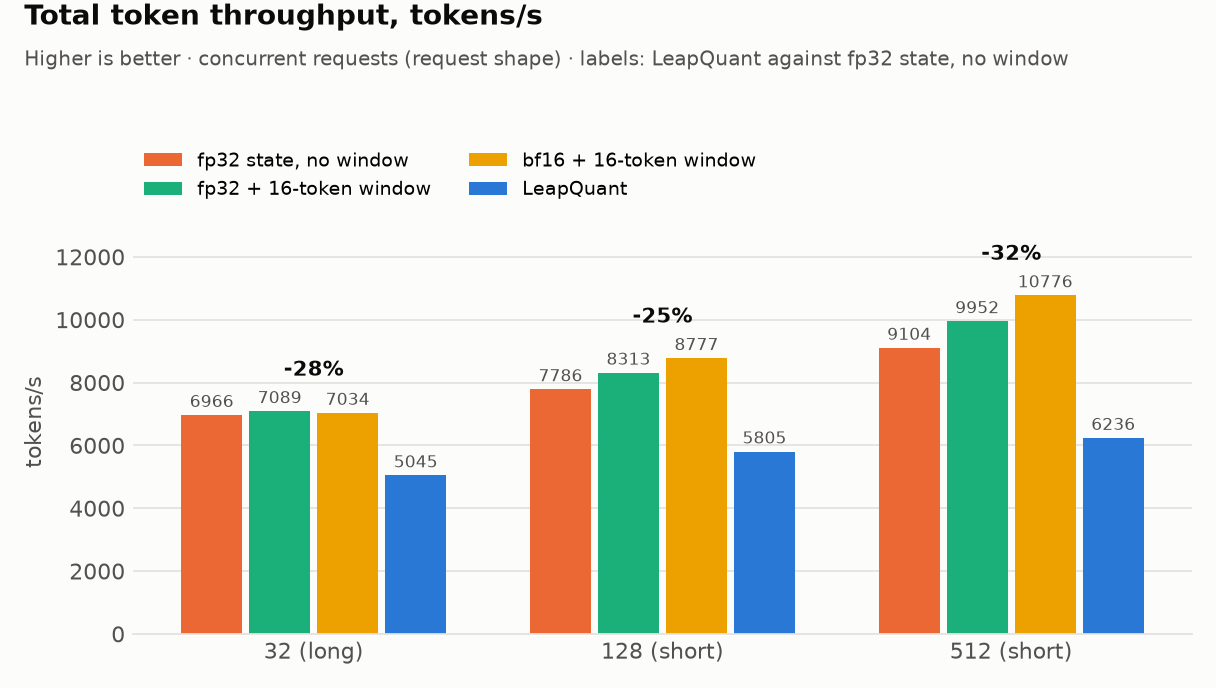 Total token throughput, tokens/s
Higher is better · concurrent requests (request shape) · labels: LeapQuant against fp32 state, no window
fp32 state, no window
bf16 + 16-token window
fp32 + 16-token window
LeapQuant
tokens/s
12000
10000
8000
6000
4000
2000
0
-28%
6966
7089
7034
5045
-25%
7786
8313
8777
5805
-32%
9104
9952
10776
6236
32 (long)
128 (short)
512 (short)